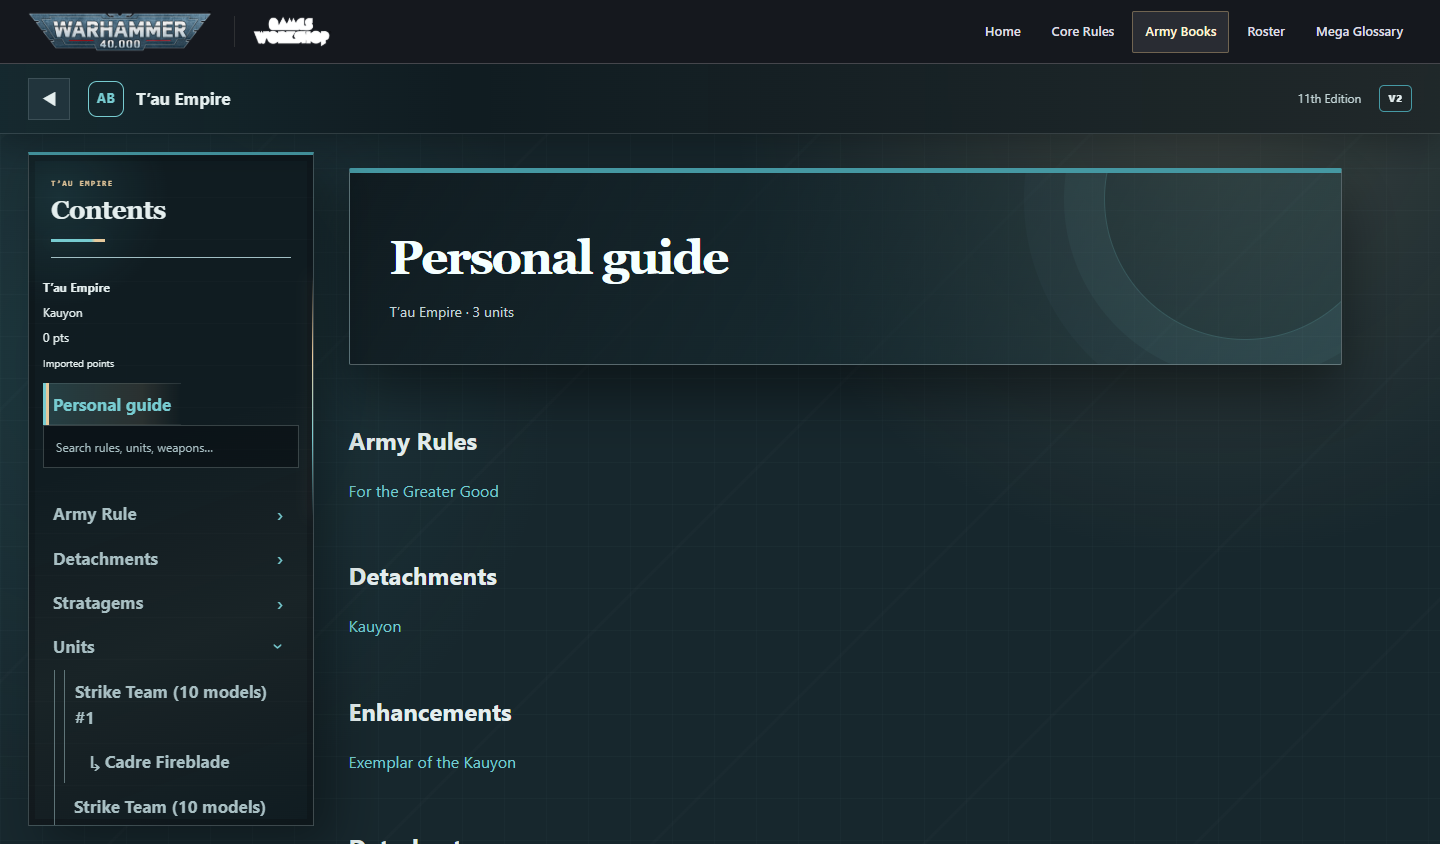 WARHAMMER
40,000
GAMES
WORKSHOP
Home
Core Rules
Army Books
Roster
Mega Glossary
AB
T'au Empire
11th Edition
V2
T'AU EMPIRE
Contents
T'au Empire
Kauyon
0 pts
Imported points
Personal guide
Search rules, units, weapons...
Army Rule
Detachments
Stratagems
Units
Strike Team (10 models)
#1
↳ Cadre Fireblade
Strike Team (10 models)
Personal guide
T'au Empire · 3 units
Army Rules
For the Greater Good
Detachments
Kauyon
Enhancements
Exemplar of the Kauyon